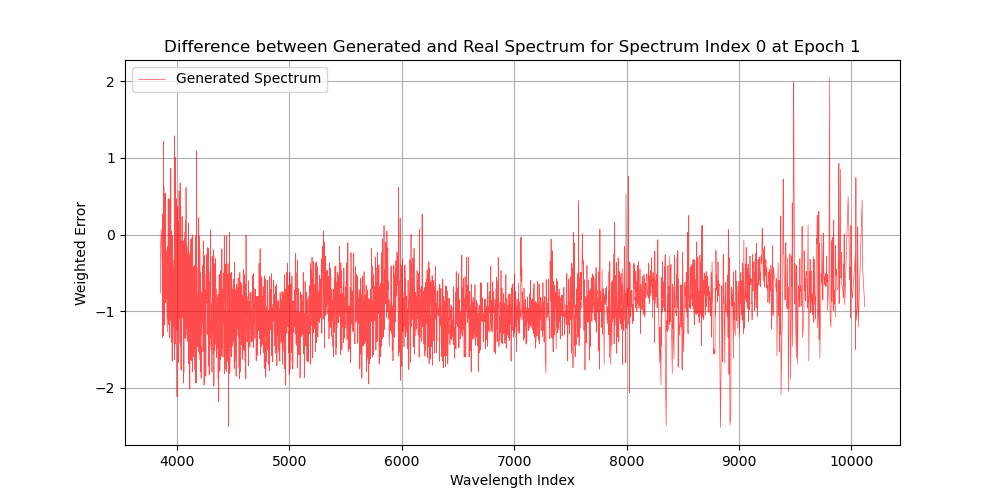 Difference between Generated and Real Spectrum for Spectrum Index 0 at Epoch 1
Generated Spectrum
2
1
0
−1
−2
Weighted Error
4000 5000 6000 7000 8000 9000 10000
Wavelength Index